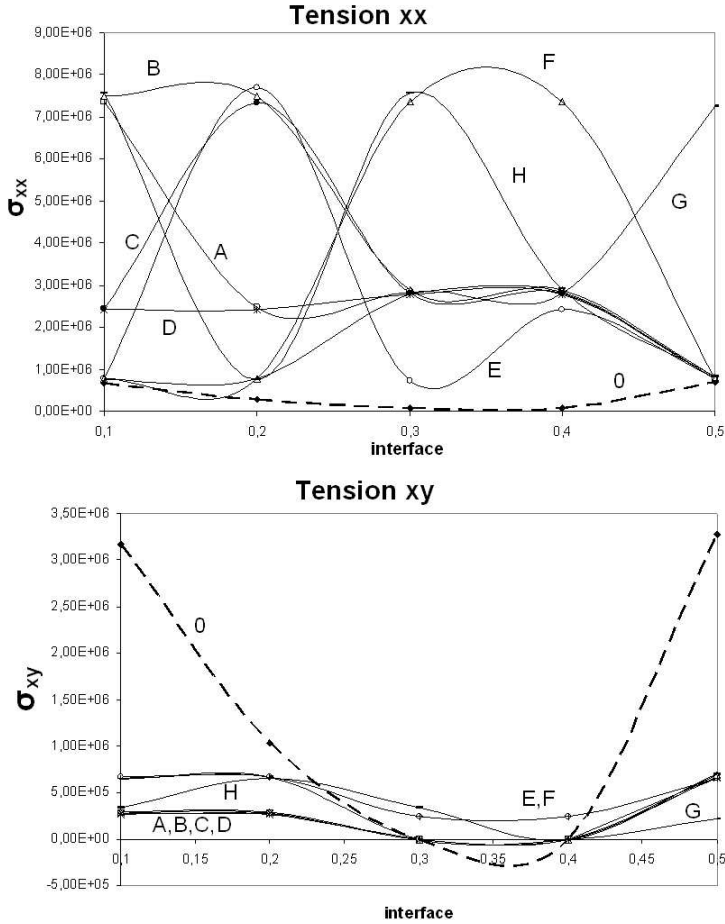 Tension xx
9,00E+06
8,00E+06
7,00E+06
6,00E+06
5,00E+06
4,00E+06
3,00E+06
2,00E+06
1,00E+06
0,00E+00
σxx
B
F
H
G
C
A
D
E
0
0,1 0,2 0,3 0,4 0,5
interface
Tension xy
3,50E+06
3,00E+06
2,50E+06
2,00E+06
1,50E+06
1,00E+06
5,00E+05
0,00E+00
-5,00E+05
σxy
0
H
E,F
A,B,C,D
G
0,1 0,15 0,2 0,25 0,3 0,35 0,4 0,45 0,5
interface